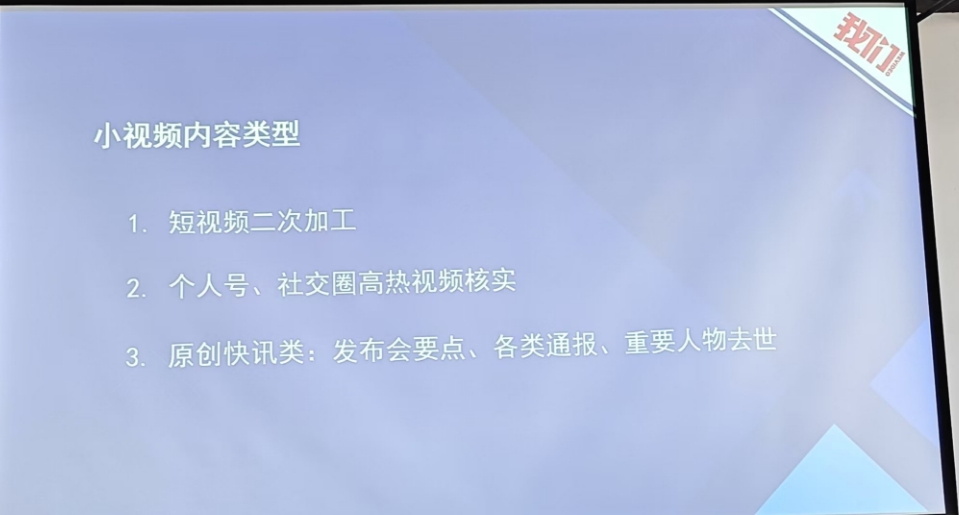 我们
小视频内容类型
1. 短视频二次加工
2. 个人号、社交圈高热视频核实
3. 原创快讯类：发布会要点、各类通报、重要人物去世